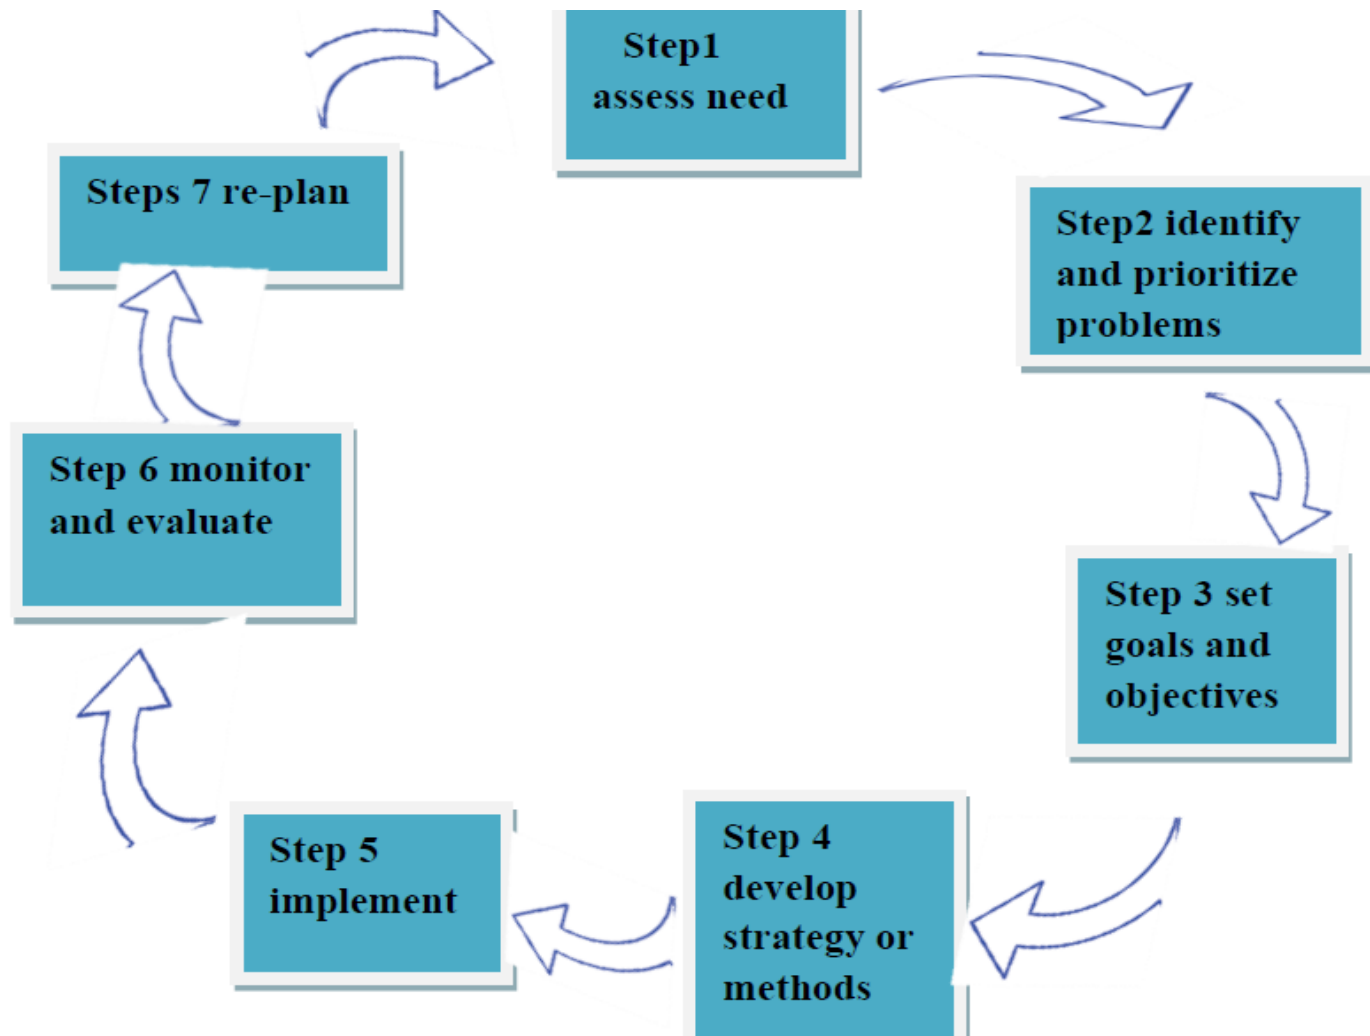 Step1
assess need
Step2 identify
and prioritize
problems
Step 3 set
goals and
objectives
Step 4
develop
strategy or
methods
Step 5
implement
Step 6 monitor
and evaluate
Steps 7 re-plan